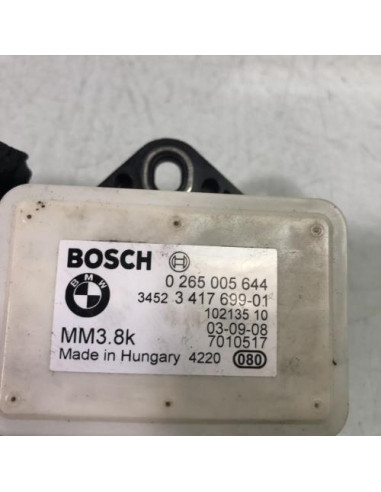 BOSCH
0 265 005 644
BMW
3452 3 417 699-01
102135 10
03-09-08
MM3.8k
7010517
Made in Hungary 4220 080